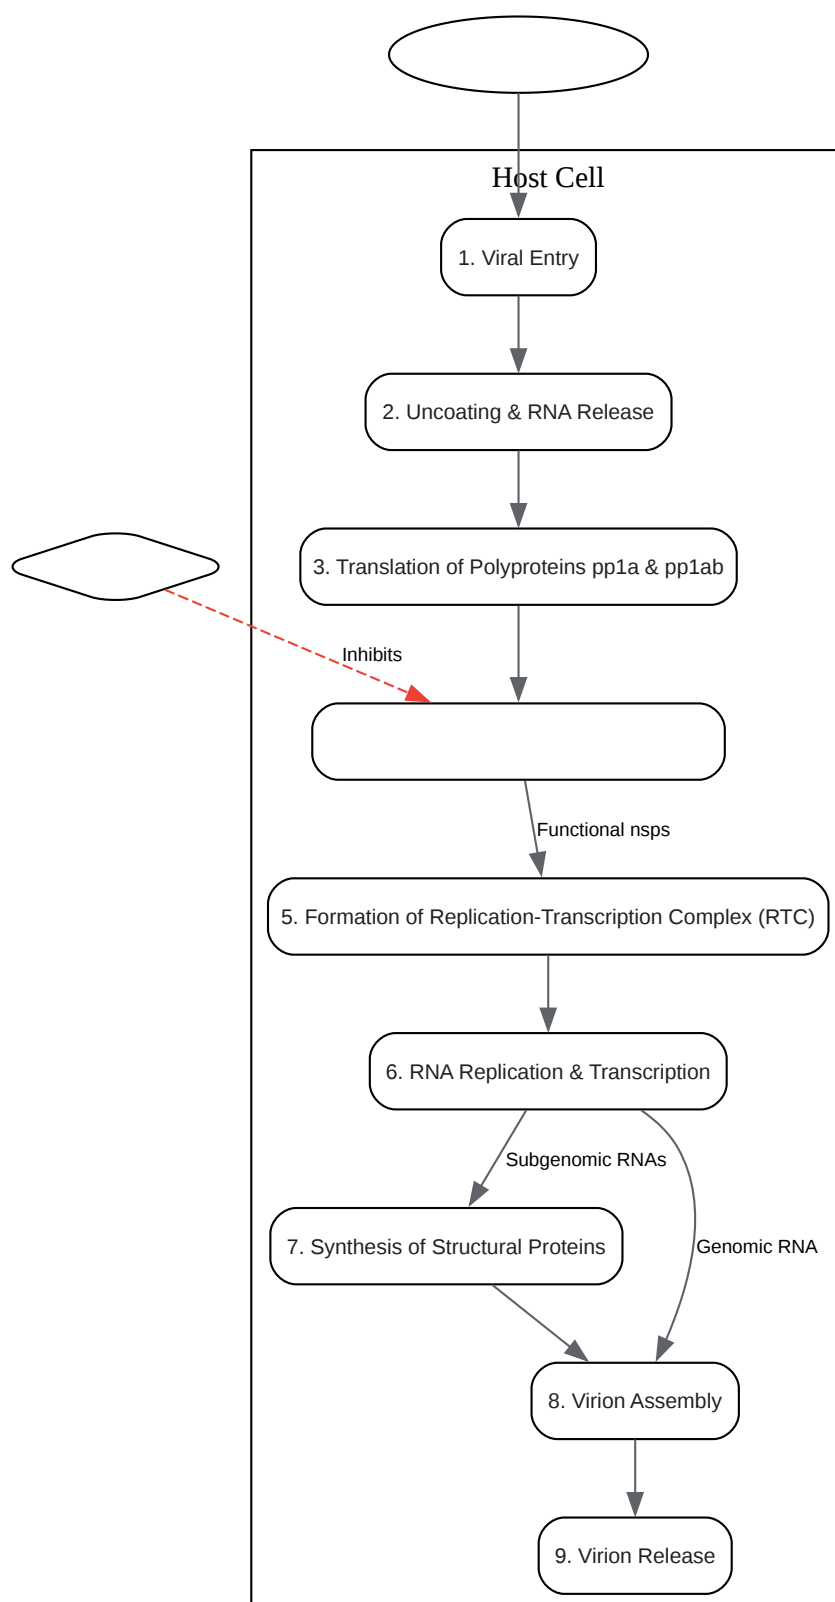 Host Cell
1. Viral Entry
2. Uncoating & RNA Release
3. Translation of Polyproteins pp1a & pp1ab
Inhibits
Functional nsps
5. Formation of Replication-Transcription Complex (RTC)
6. RNA Replication & Transcription
Subgenomic RNAs
7. Synthesis of Structural Proteins
Genomic RNA
8. Virion Assembly
9. Virion Release